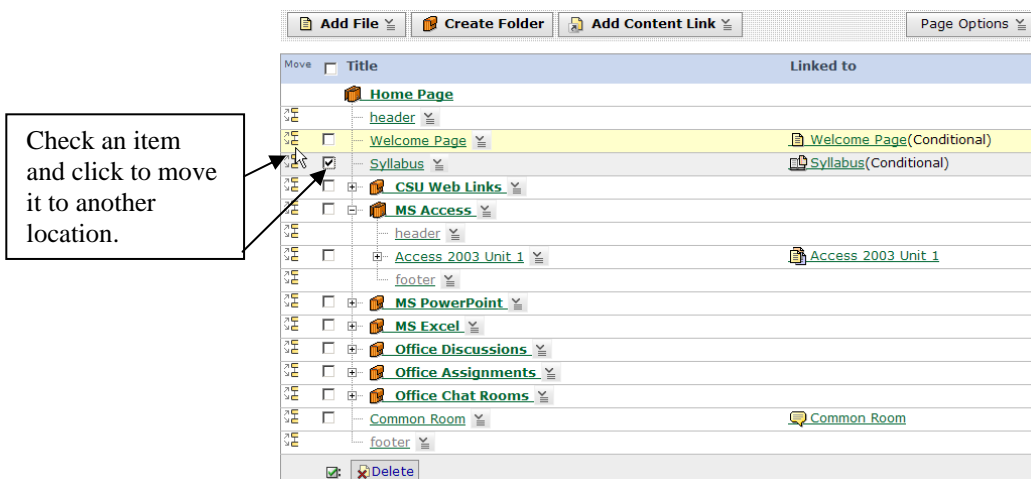 Add File Create Folder Add Content Link Page Options
Move Title Linked to
Home Page
header
Welcome Page Welcome Page(Conditional)
Syllabus Syllabus(Conditional)
CSU Web Links
MS Access
header
Access 2003 Unit 1 Access 2003 Unit 1
footer
MS PowerPoint
MS Excel
Office Discussions
Office Assignments
Office Chat Rooms
Common Room Common Room
footer
Delete
Check an item
and click to move
it to another
location.